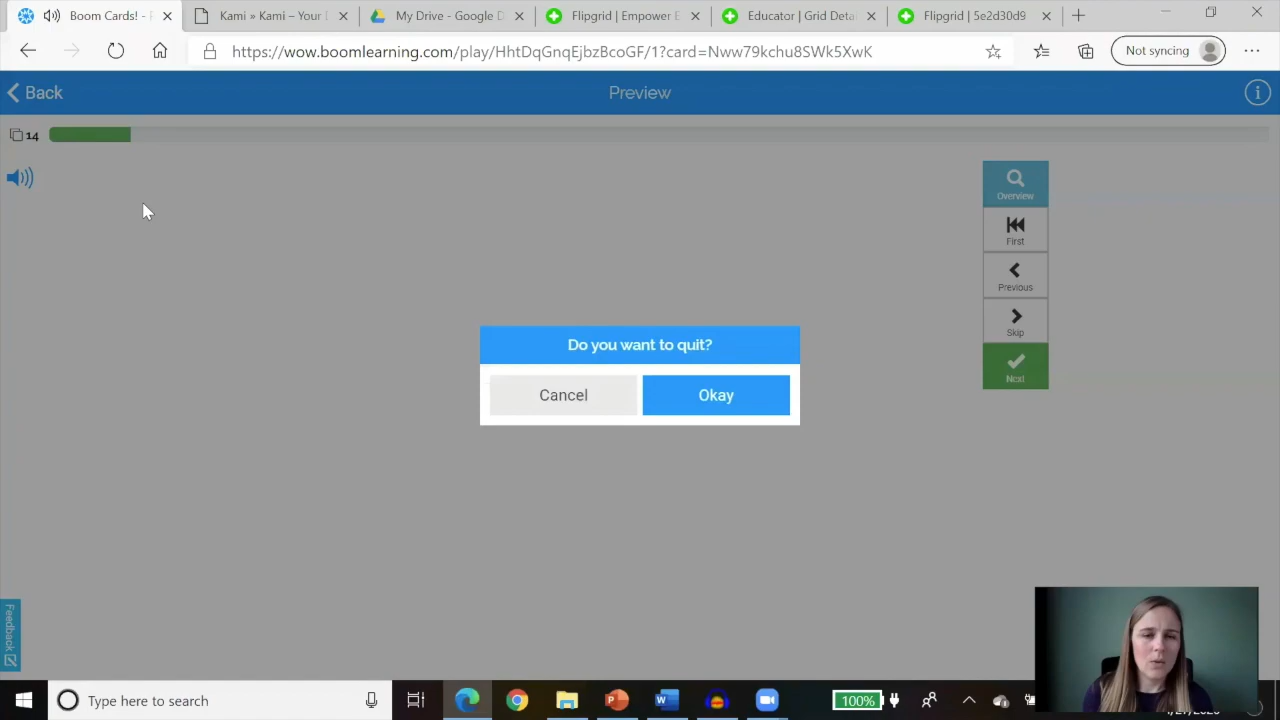 Boom Cards! - P
Kami » Kami – Your D
My Drive - Google D
Flipgrid | Empower E
Educator | Grid Deta
Flipgrid | 5e2d30d9
https://wow.boomlearning.com/play/HhtDqGnqEjbzBcoGF/1?card=Nww79kchu8SWk5XwK
Not syncing
Back
Preview
14
Overview
First
Previous
Skip
Next
Do you want to quit?
Cancel
Okay
Feedback
Type here to search
100%